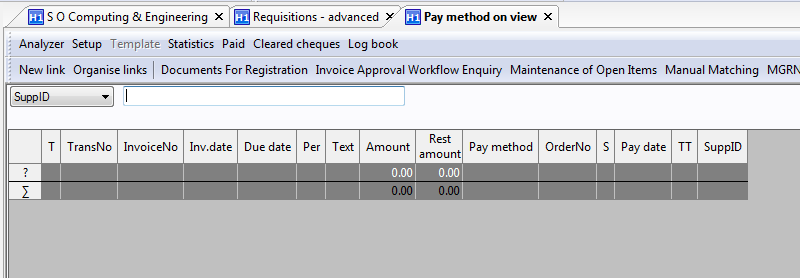 H1 S O Computing & Engineering H1 Requisitions - advanced H1 Pay method on view
Analyzer Setup Template Statistics Paid Cleared cheques Log book
New link Organise links Documents For Registration Invoice Approval Workflow Enquiry Maintenance of Open Items Manual Matching MGRN
SuppID
T TransNo InvoiceNo Inv.date Due date Per Text Amount Rest amount Pay method OrderNo S Pay date TT SuppID
? 0.00 0.00
∑ 0.00 0.00